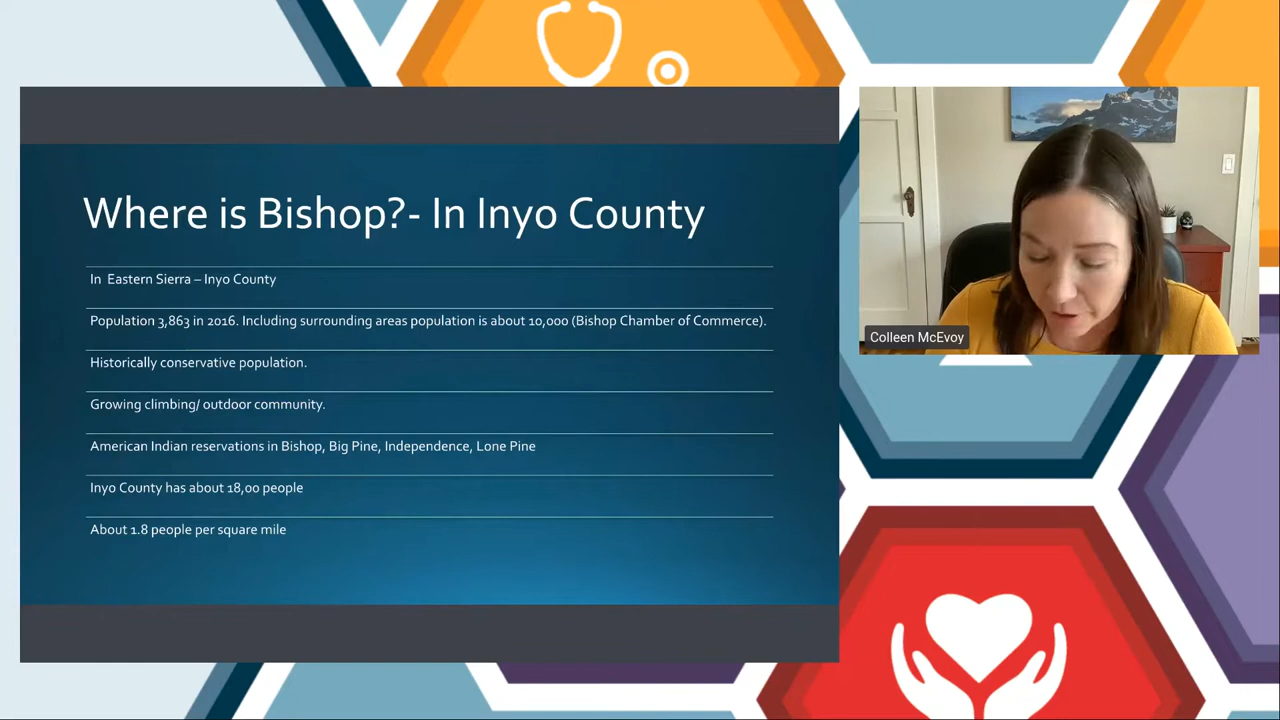 Where is Bishop?- In Inyo County
In Eastern Sierra – Inyo County
Population 3,863 in 2016. Including surrounding areas population is about 10,000 (Bishop Chamber of Commerce).
Historically conservative population.
Growing climbing/ outdoor community.
American Indian reservations in Bishop, Big Pine, Independence, Lone Pine
Inyo County has about 18,00 people
About 1.8 people per square mile
Colleen McEvoy